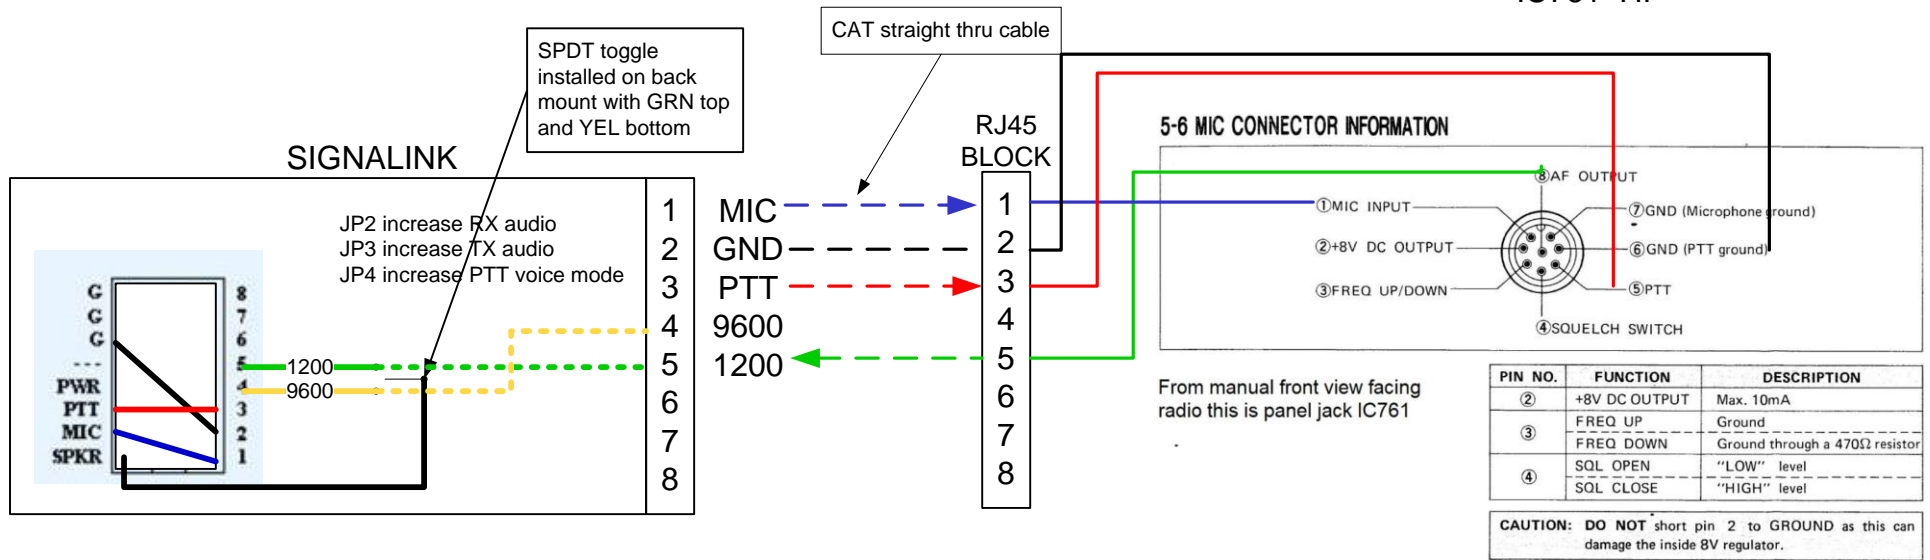 CAT straight thru cable
SPDT toggle
installed on back
mount with GRN top
and YEL bottom
SIGNALINK
JP2 increase RX audio
JP3 increase TX audio
JP4 increase PTT voice mode
G
G
G
---
PWR
PTT
MIC
SPKR
8
7
6
5
4
3
2
1
1200
9600
1
2
3
4
5
6
7
8
MIC
GND
PTT
9600
1200
RJ45
BLOCK
1
2
3
4
5
6
7
8
5-6 MIC CONNECTOR INFORMATION
⑧AF OUTPUT
①MIC INPUT
⑦GND (Microphone ground)
②+8V DC OUTPUT
⑥GND (PTT ground)
③FREQ UP/DOWN
⑤PTT
④SQUELCH SWITCH
From manual front view facing
radio this is panel jack IC761
PIN NO. FUNCTION DESCRIPTION
② +8V DC OUTPUT Max. 10mA
③ FREQ UP Ground
FREQ DOWN Ground through a 470Ω resistor
④ SQL OPEN "LOW" level
SQL CLOSE "HIGH" level
CAUTION: DO NOT short pin 2 to GROUND as this can
damage the inside 8V regulator.